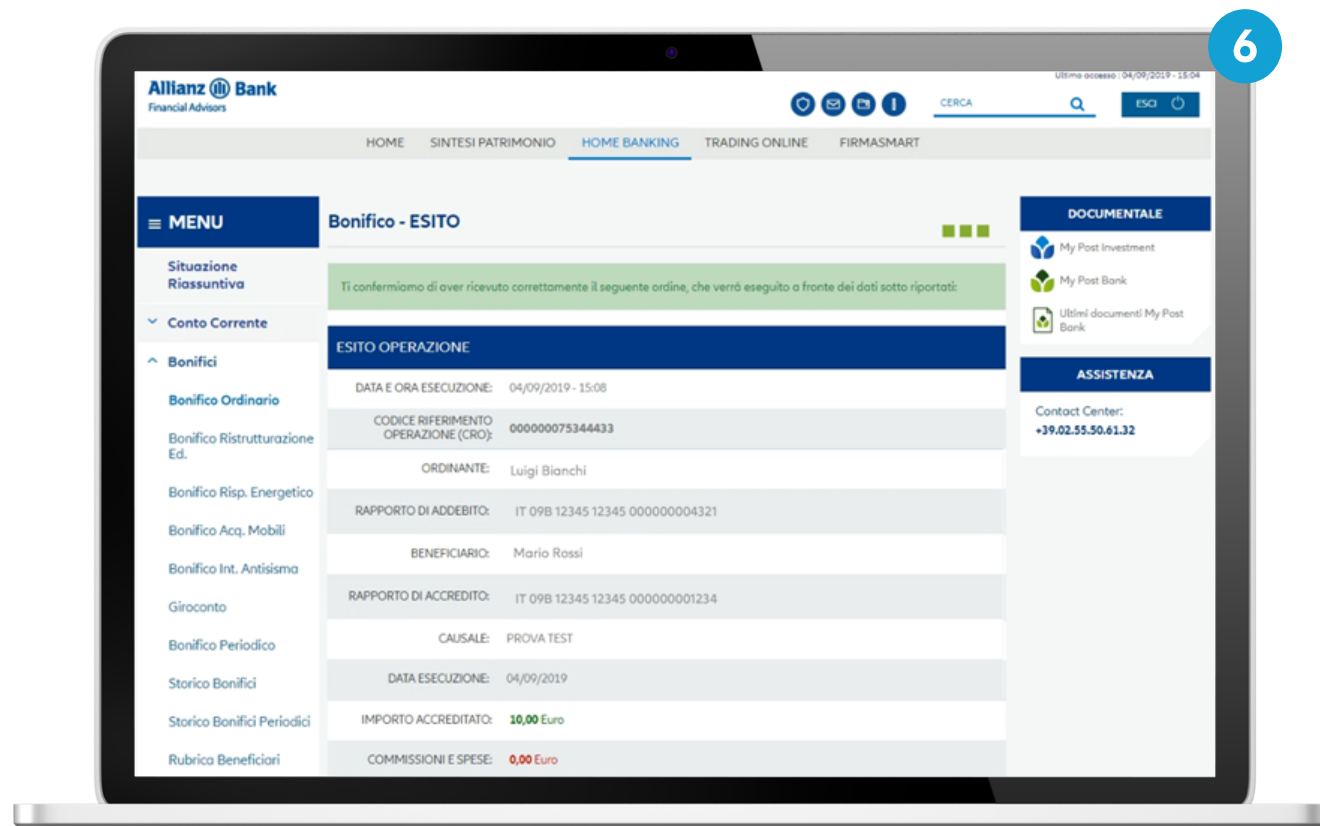 6
Ultimo accesso : 04/09/2019 - 15:04
Allianz Bank
Financial Advisors
CERCA
ESCI
HOME SINTESI PATRIMONIO HOME BANKING TRADING ONLINE FIRMASMART
MENU
Situazione
Riassuntiva
Conto Corrente
Bonifici
Bonifico Ordinario
Bonifico Ristrutturazione
Ed.
Bonifico Risp. Energetico
Bonifico Acq. Mobili
Bonifico Int. Antisisma
Giroconto
Bonifico Periodico
Storico Bonifici
Storico Bonifici Periodici
Rubrica Beneficiari
Bonifico - ESITO
Ti confermiamo di aver ricevuto correttamente il seguente ordine, che verrà eseguito a fronte dei dati sotto riportati:
ESITO OPERAZIONE
DATA E ORA ESECUZIONE: 04/09/2019 - 15:08
CODICE RIFERIMENTO
OPERAZIONE (CRO): 000000075344433
ORDINANTE: Luigi Bianchi
RAPPORTO DI ADDEBITO: IT 09B 12345 12345 000000004321
BENEFICIARIO: Mario Rossi
RAPPORTO DI ACCREDITO: IT 09B 12345 12345 000000001234
CAUSALE: PROVA TEST
DATA ESECUZIONE: 04/09/2019
IMPORTO ACCREDITATO: 10,00 Euro
COMMISSIONI E SPESE: 0,00 Euro
DOCUMENTALE
My Post Investment
My Post Bank
Ultimi documenti My Post
Bank
ASSISTENZA
Contact Center:
+39.02.55.50.61.32